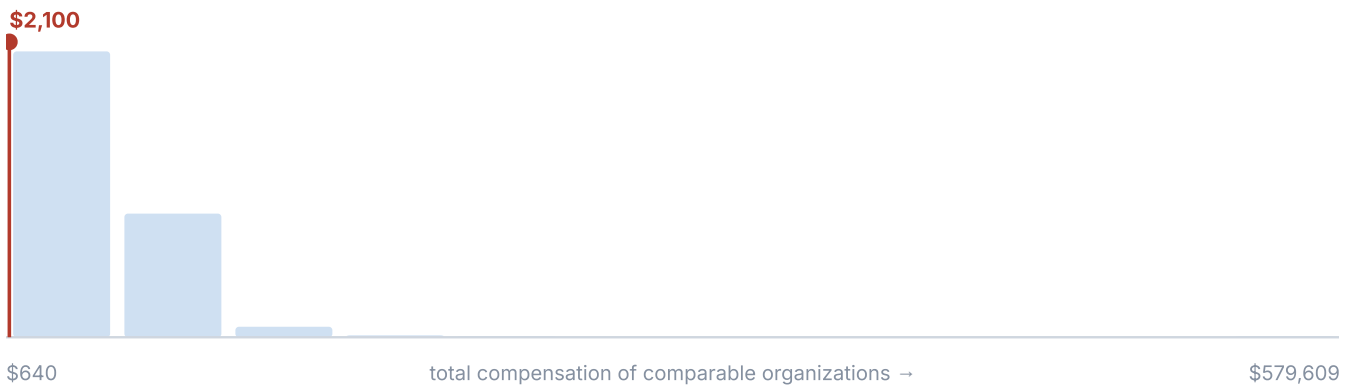 $2,100
$640 total compensation of comparable organizations → $579,609